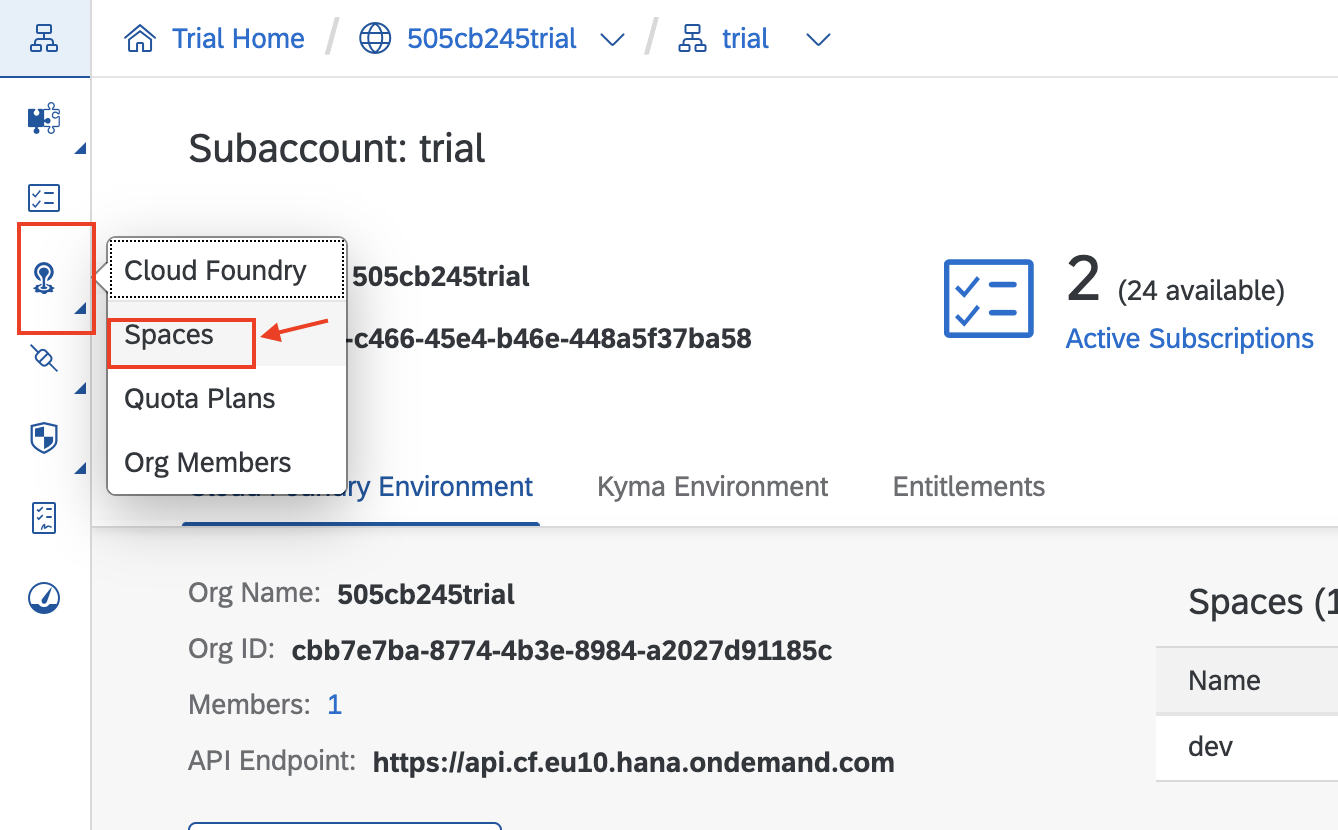 Trial Home / 505cb245trial / trial
Subaccount: trial
Cloud Foundry
Spaces
Quota Plans
Org Members
505cb245trial
-c466-45e4-b46e-448a5f37ba58
2 (24 available)
Active Subscriptions
Cloud Foundry Environment
Kyma Environment
Entitlements
Org Name: 505cb245trial
Org ID: cbb7e7ba-8774-4b3e-8984-a2027d91185c
Members: 1
API Endpoint: https://api.cf.eu10.hana.ondemand.com
Spaces (1
Name
dev